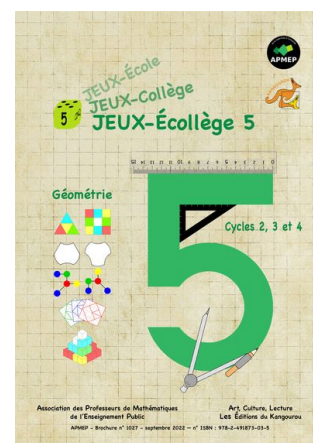 APMEP
JEUX-École
JEUX-Collège
5
JEUX-Écollège 5
Géométrie
Cycles 2, 3 et 4
5
Association des Professeurs de Mathématiques
de l'Enseignement Public
Art, Culture, Lecture
Les Éditions du Kangourou
APMEP - Brochure n° 1027 - septembre 2022 - n° ISBN : 978-2-491873-03-5